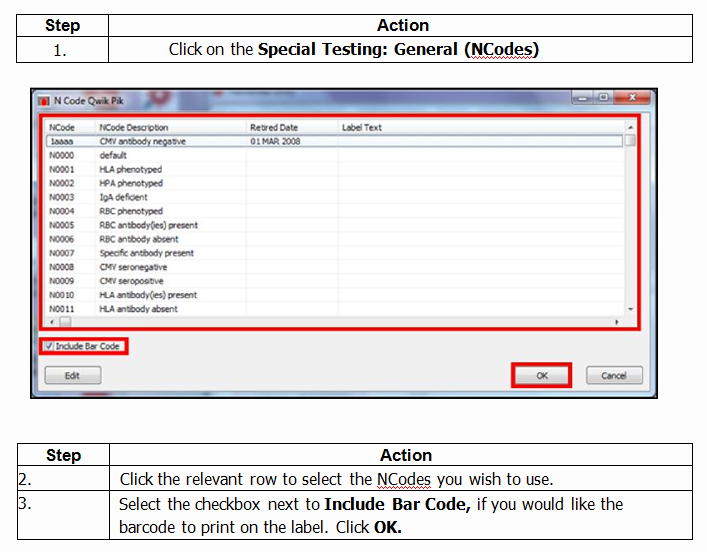 Step Action
1. Click on the Special Testing: General (NCodes)
N Code Qwik Pik
NCode NCode Description Retired Date Label Text
1aaaa CMV antibody negative 01 MAR 2008
N0000 default
N0001 HLA phenotyped
N0002 HPA phenotyped
N0003 IgA deficient
N0004 RBC phenotyped
N0005 RBC antibody(ies) present
N0006 RBC antibody absent
N0007 Specific antibody present
N0008 CMV seronegative
N0009 CMV seropositive
N0010 HLA antibody(ies) present
N0011 HLA antibody absent
Include Bar Code
Edit OK Cancel
Step Action
2. Click the relevant row to select the NCodes you wish to use.
3. Select the checkbox next to Include Bar Code, if you would like the
barcode to print on the label. Click OK.